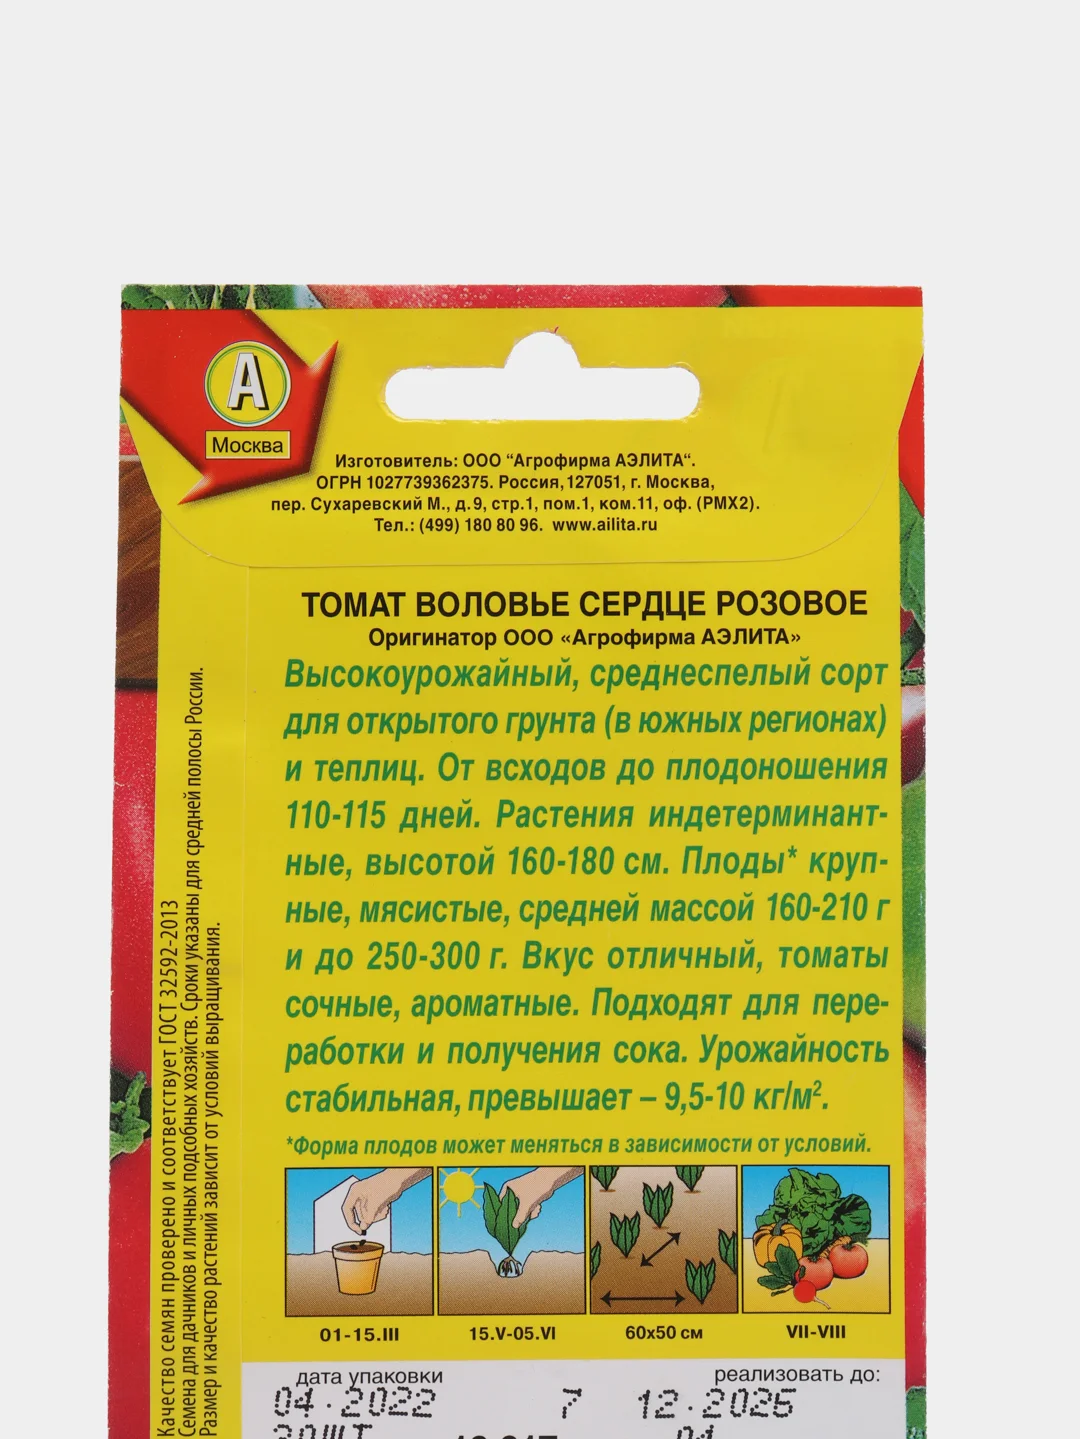 А
Москва
Изготовитель: ООО “Агрофирма АЭЛИТА“.
ОГРН 1027739362375. Россия, 127051, г. Москва,
пер. Сухаревский М., д.9, стр.1, пом.1, ком.11, оф. (РМХ2).
Тел.: (499) 180 80 96. www.ailita.ru
ТОМАТ ВОЛОВЬЕ СЕРДЦЕ РОЗОВОЕ
Оригинатор ООО «Агрофирма АЭЛИТА»
Высокоурожайный, среднеспелый сорт
для открытого грунта (в южных регионах)
и теплиц. От всходов до плодоношения
110-115 дней. Растения индетерминант-
ные, высотой 160-180 см. Плоды* круп-
ные, мясистые, средней массой 160-210 г
и до 250-300 г. Вкус отличный, томаты
сочные, ароматные. Подходят для пере-
работки и получения сока. Урожайность
стабильная, превышает – 9,5-10 кг/м².
*Форма плодов может меняться в зависимости от условий.
01-15.III
15.V-05.VI
60х50 см
VII-VIII
дата упаковки
реализовать до:
04.2022 7 12.2025
20ШТ
04
Качество семян проверено и соответствует ГОСТ 32592-2013
Семена для дачников и личных подсобных хозяйств. Сроки указаны для средней полосы России.
Размер и качество растений зависит от условий выращивания.